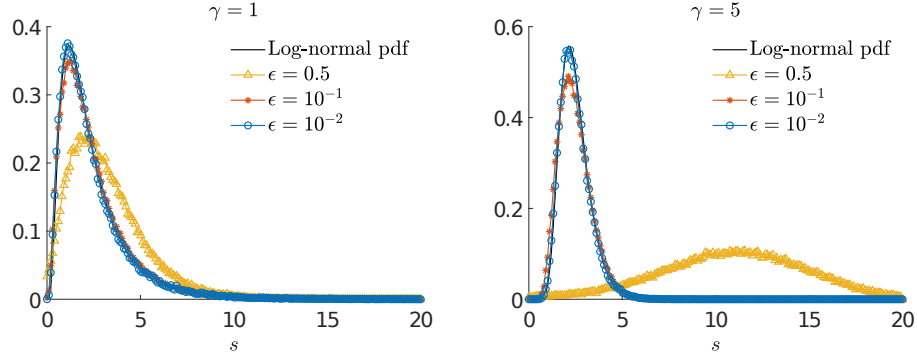 γ = 1
0.4
0.3
0.2
0.1
0
0
5
10
15
20
s
Log-normal pdf
ϵ = 0.5
ϵ = 10⁻¹
ϵ = 10⁻²
γ = 5
0.6
0.4
0.2
0
0
5
10
15
20
s
Log-normal pdf
ϵ = 0.5
ϵ = 10⁻¹
ϵ = 10⁻²